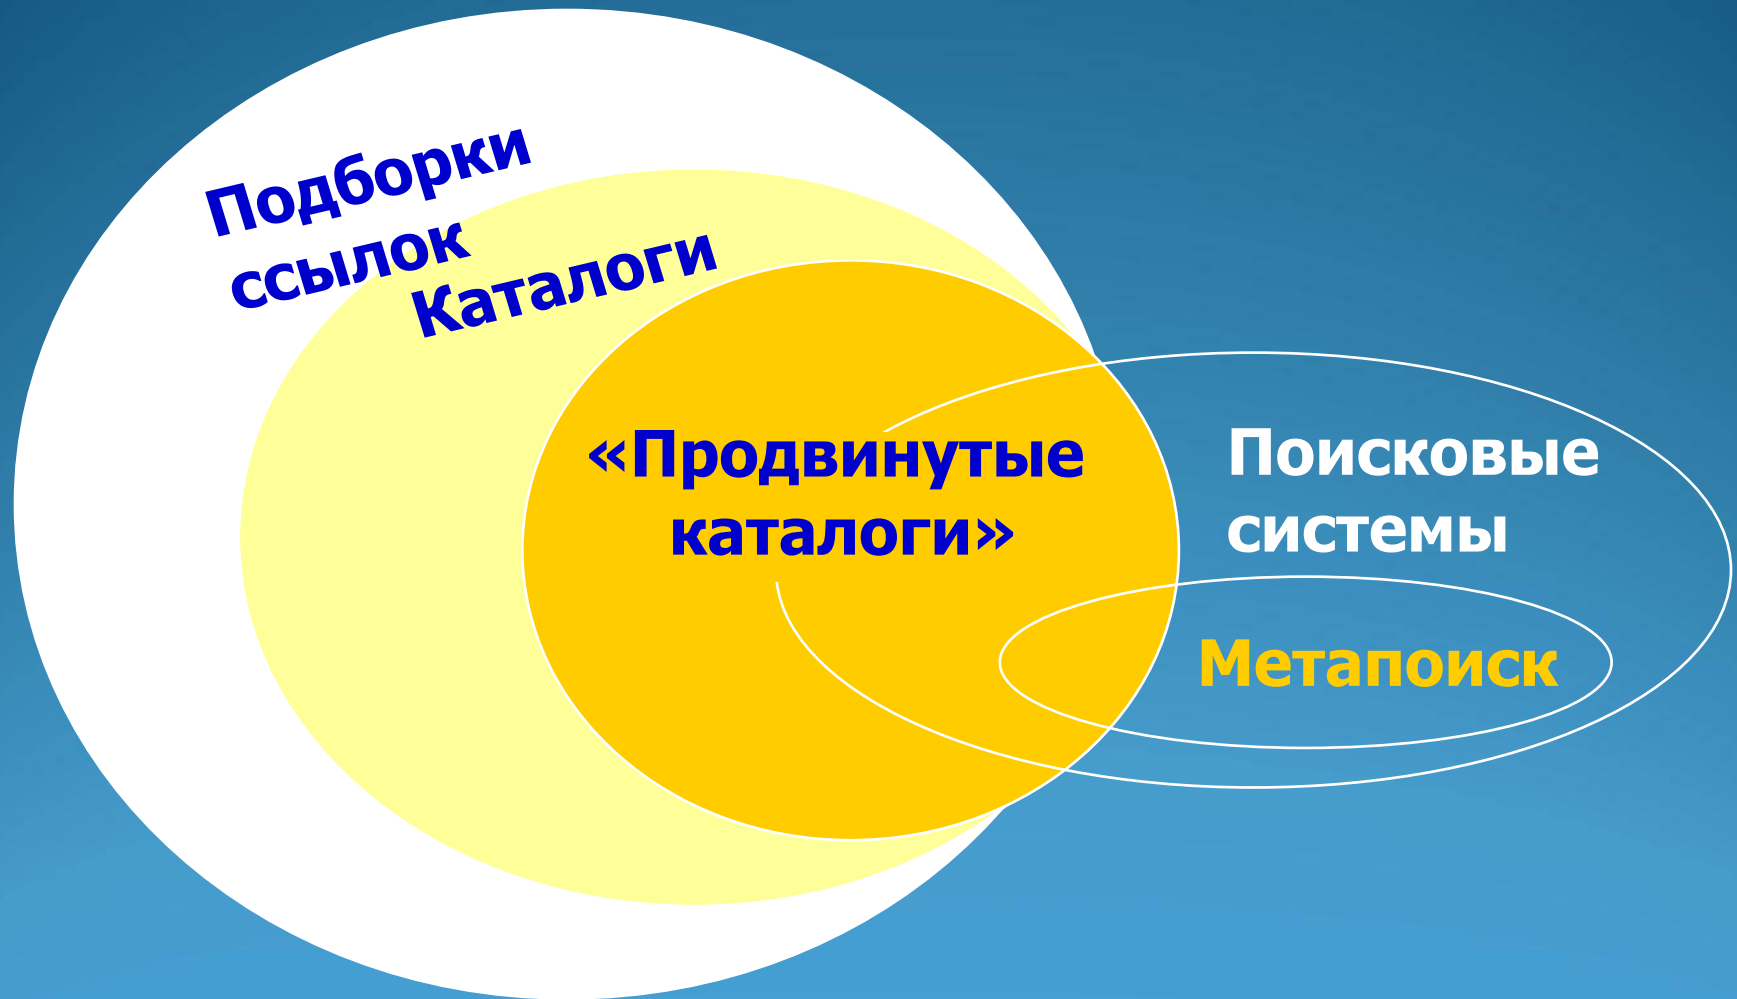 Подборки
ссылок
Каталоги
«Продвинутые
каталоги»
Поисковые
системы
Метапоиск